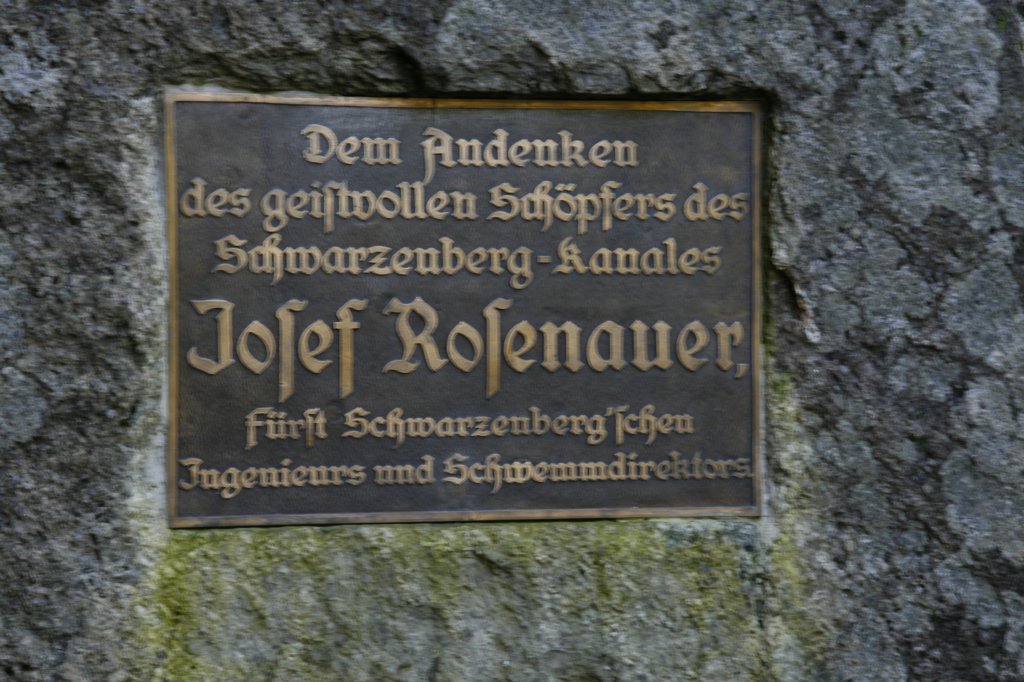 Dem Andenken
des geiſtvollen Schöpfers des
Schwarzenberg-Kanales
Joſef Roſenauer,
Fürſt Schwarzenberg'ſchen
Ingenieurs und Schwemmdirektors.